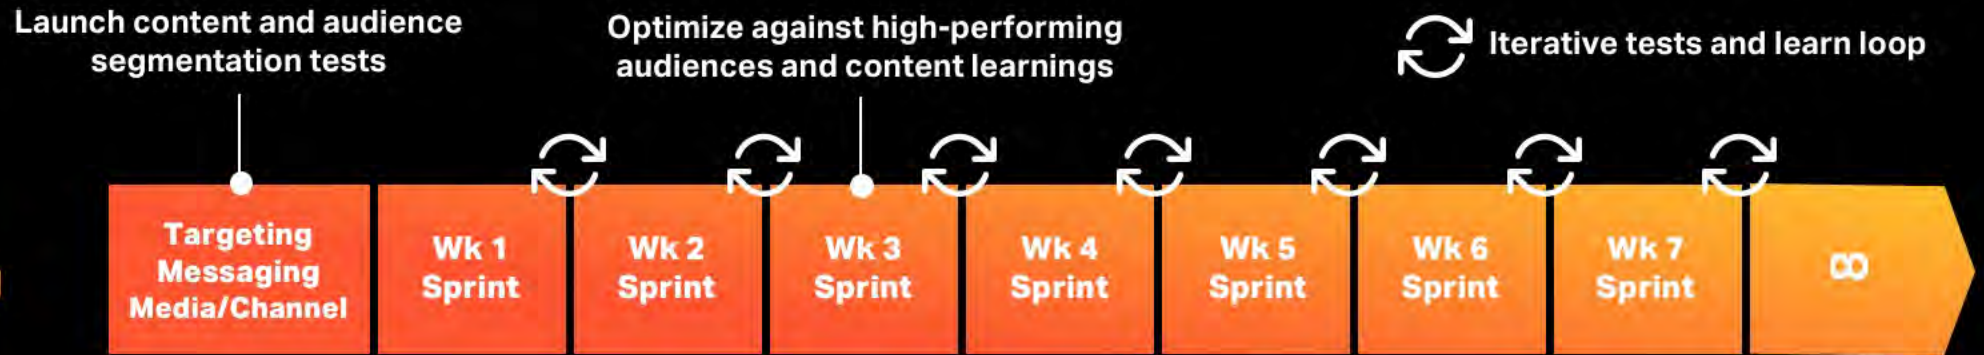 Launch content and audience
segmentation tests
Optimize against high-performing
audiences and content learnings
Iterative tests and learn loop
Targeting
Messaging
Media/Channel
Wk 1
Sprint
Wk 2
Sprint
Wk 3
Sprint
Wk 4
Sprint
Wk 5
Sprint
Wk 6
Sprint
Wk 7
Sprint
∞